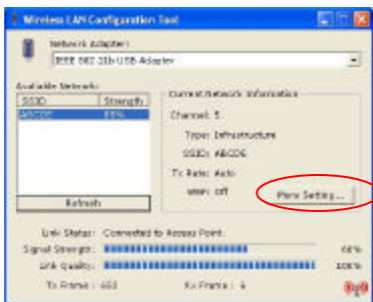 Wireless LAN Configuration Tool
Network Adapter:
IEEE 802.11b USB Adapter
Available Network:
SSID Strength
ABCDE
Refresh
Current Network Information
Channel: 5
Type: Infrastructure
SSID: ABCDE
Tx Rate: Auto
WEP: Off
More Setting...
Link Status: Connected to Access Point.
Signal Strength:
Link Quality: 100%
Tx Frame : 653
Rx Frame : 6